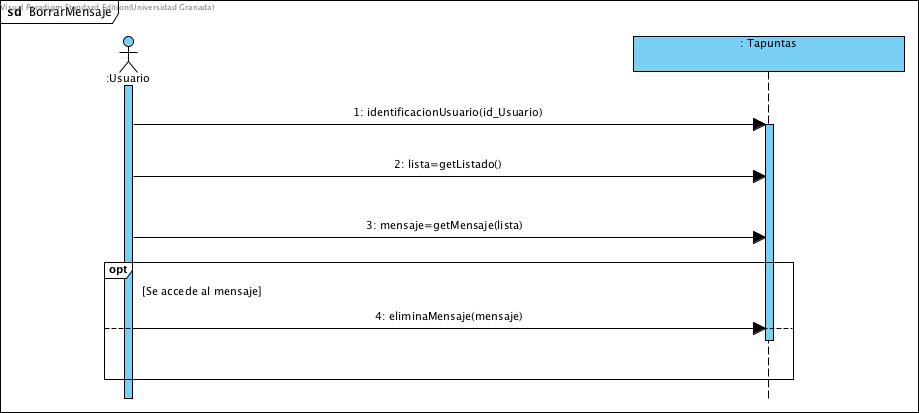 Visual Paradigm Standard Edition(Universidad Granada)
sd BorrarMensaje
:Usuario
: Tapuntas
1: identificacionUsuario(id_Usuario)
2: lista=getListado()
3: mensaje=getMensaje(lista)
opt
[Se accede al mensaje]
4: eliminaMensaje(mensaje)